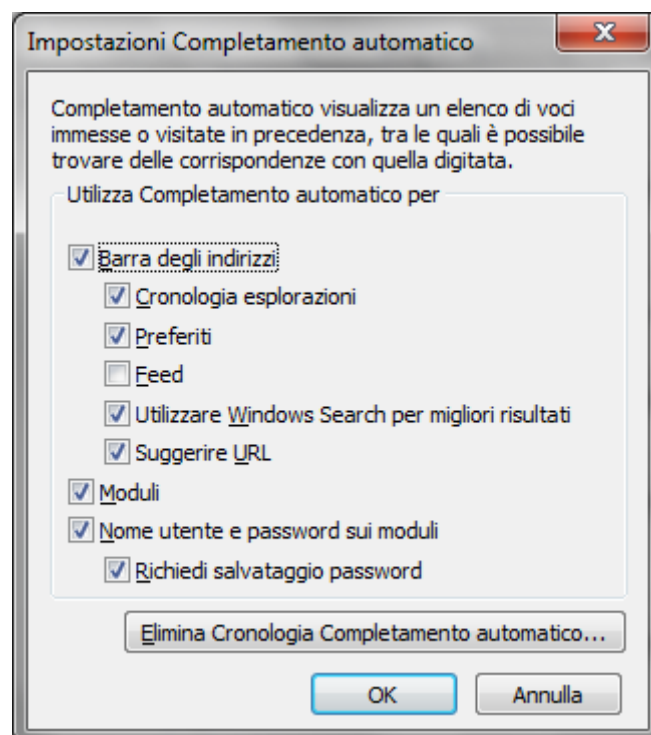 Impostazioni Completamento automatico
Completamento automatico visualizza un elenco di voci
immesse o visitate in precedenza, tra le quali è possibile
trovare delle corrispondenze con quella digitata.
Utilizza Completamento automatico per
Barra degli indirizzi
Cronologia esplorazioni
Preferiti
Feed
Utilizzare Windows Search per migliori risultati
Suggerire URL
Moduli
Nome utente e password sui moduli
Richiedi salvataggio password
Elimina Cronologia Completamento automatico...
OK Annulla